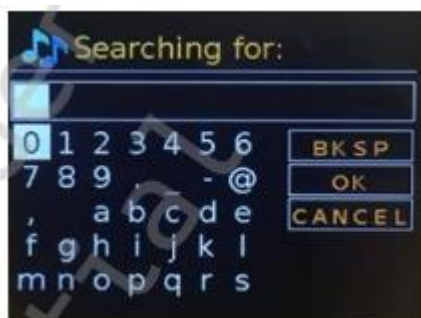 Searching for:
0 1 2 3 4 5 6
7 8 9 . _ - @
, a b c d e
f g h i j k l
m n o p q r s
BKSP
OK
CANCEL